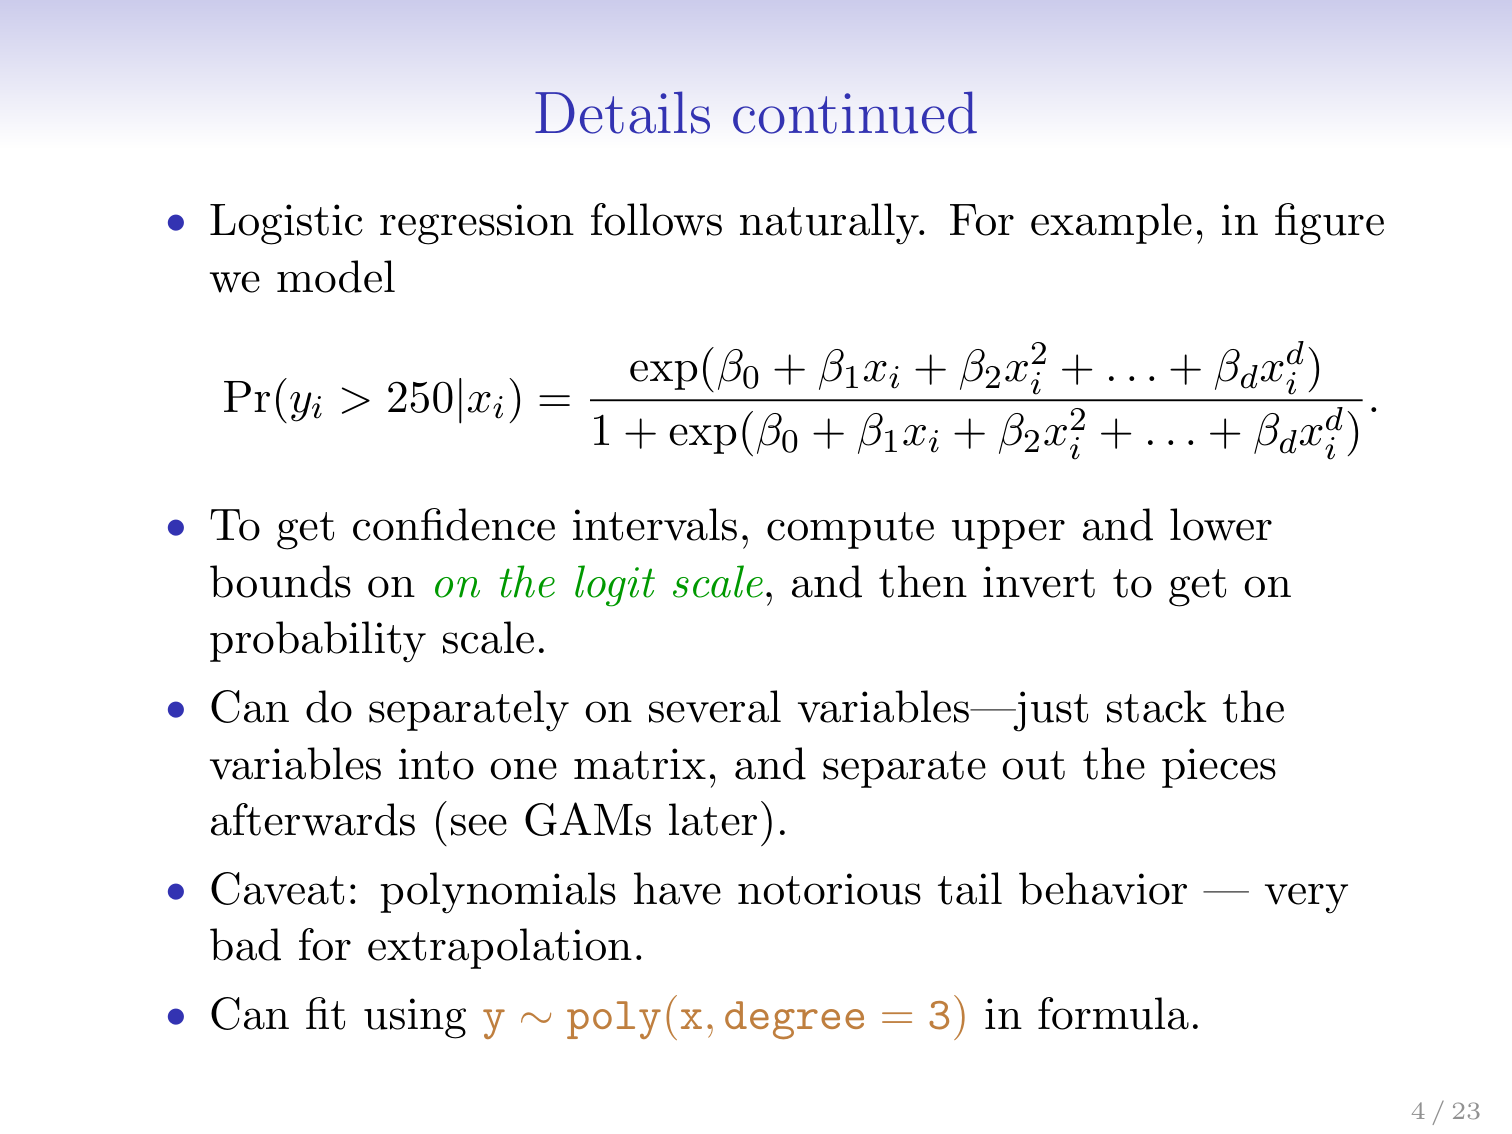 Details continued
• Logistic regression follows naturally. For example, in figure
we model
Pr(yᵢ > 250|xᵢ) = exp(β₀ + β₁xᵢ + β₂xᵢ² + . . . + β_d xᵢᵈ) / 1 + exp(β₀ + β₁xᵢ + β₂xᵢ² + . . . + β_d xᵢᵈ) .
• To get confidence intervals, compute upper and lower
bounds on on the logit scale, and then invert to get on
probability scale.
• Can do separately on several variables—just stack the
variables into one matrix, and separate out the pieces
afterwards (see GAMs later).
• Caveat: polynomials have notorious tail behavior — very
bad for extrapolation.
• Can fit using y ∼ poly(x, degree = 3) in formula.
4 / 23